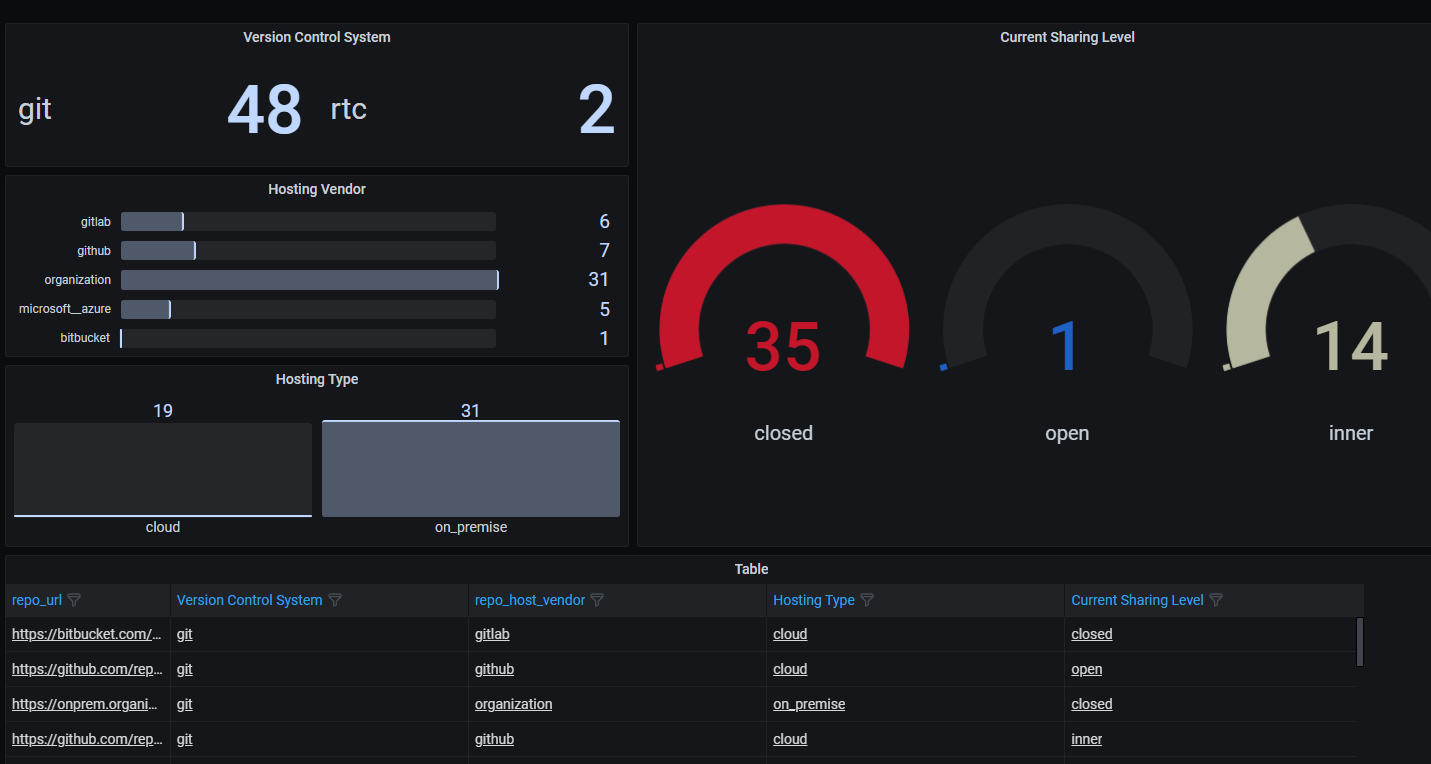 Version Control System
git 48 rtc 2
Hosting Vendor
gitlab 6
github 7
organization 31
microsoft__azure 5
bitbucket 1
Hosting Type
19 31
cloud on_premise
Current Sharing Level
35 1 14
closed open inner
Table
repo_url Version Control System repo_host_vendor Hosting Type Current Sharing Level
https://bitbucket.com/... git gitlab cloud closed
https://github.com/rep... git github cloud open
https://onprem.organi... git organization on_premise closed
https://github.com/rep... git github cloud inner